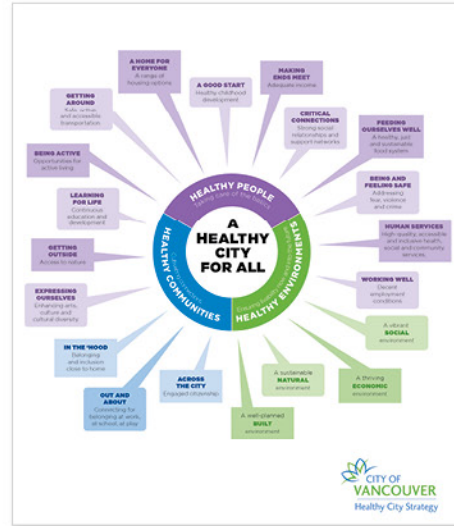 A HOME FOR
EVERYONE
A range of
housing options
A GOOD START
Healthy childhood
development
MAKING
ENDS MEET
Adequate income
GETTING
AROUND
Safe, active
and accessible
transportation
CRITICAL
CONNECTIONS
Strong social
relationships and
support networks
FEEDING
OURSELVES WELL
A healthy, just
and sustainable
food system
BEING ACTIVE
Opportunities for
active living
BEING AND
FEELING SAFE
Addressing
fear, violence
and crime
LEARNING
FOR LIFE
Continuous
education and
development
HUMAN SERVICES
High-quality, accessible
and inclusive health,
social and community
services
GETTING
OUTSIDE
Access to nature
WORKING WELL
Decent
employment
conditions
EXPRESSING
OURSELVES
Enhancing arts,
culture and
cultural diversity
HEALTHY PEOPLE
Taking care of the basics
A
HEALTHY
CITY
FOR ALL
HEALTHY COMMUNITIES
Cultivating connections
HEALTHY ENVIRONMENTS
A vibrant
SOCIAL
environment
IN THE 'HOOD
Belonging
and inclusion
close to home
A thriving
ECONOMIC
environment
A sustainable
NATURAL
environment
ACROSS
THE CITY
Engaged citizenship
OUT AND
ABOUT
Connecting for
belonging at work,
at school, at play
A well-planned
BUILT
environment
CITY OF
VANCOUVER
Healthy City Strategy